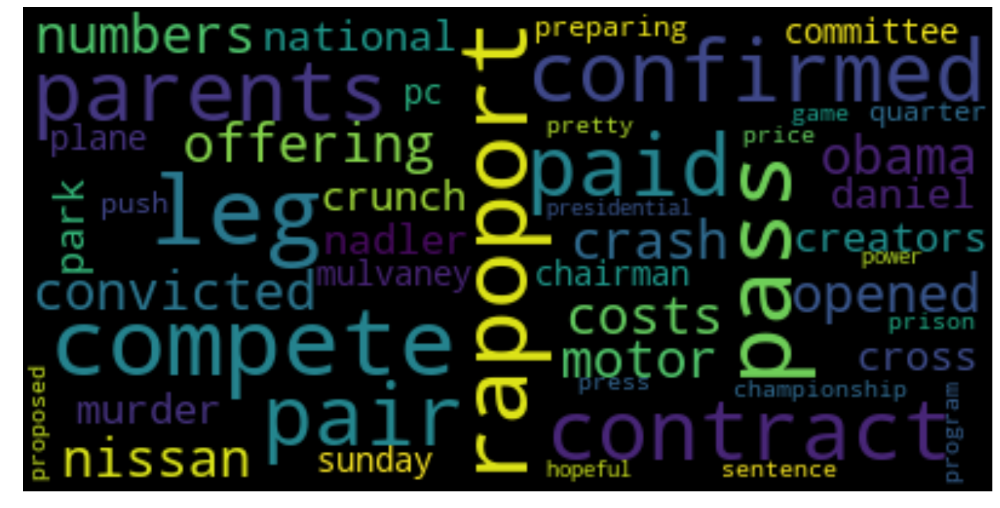 numbers
national
parents
pc
plane
offering
park
push
leg
crunch
nadler
mulvaney
convicted
compete
proposed
murder
pair
nissan
sunday
rapoport
preparing
committee
confirmed
game
quarter
pretty
price
paid
pass
obama
daniel
presidential
crash
creators
power
chairman
opened
costs
prison
motor
cross
press
championship
contract
program
hopeful
sentence